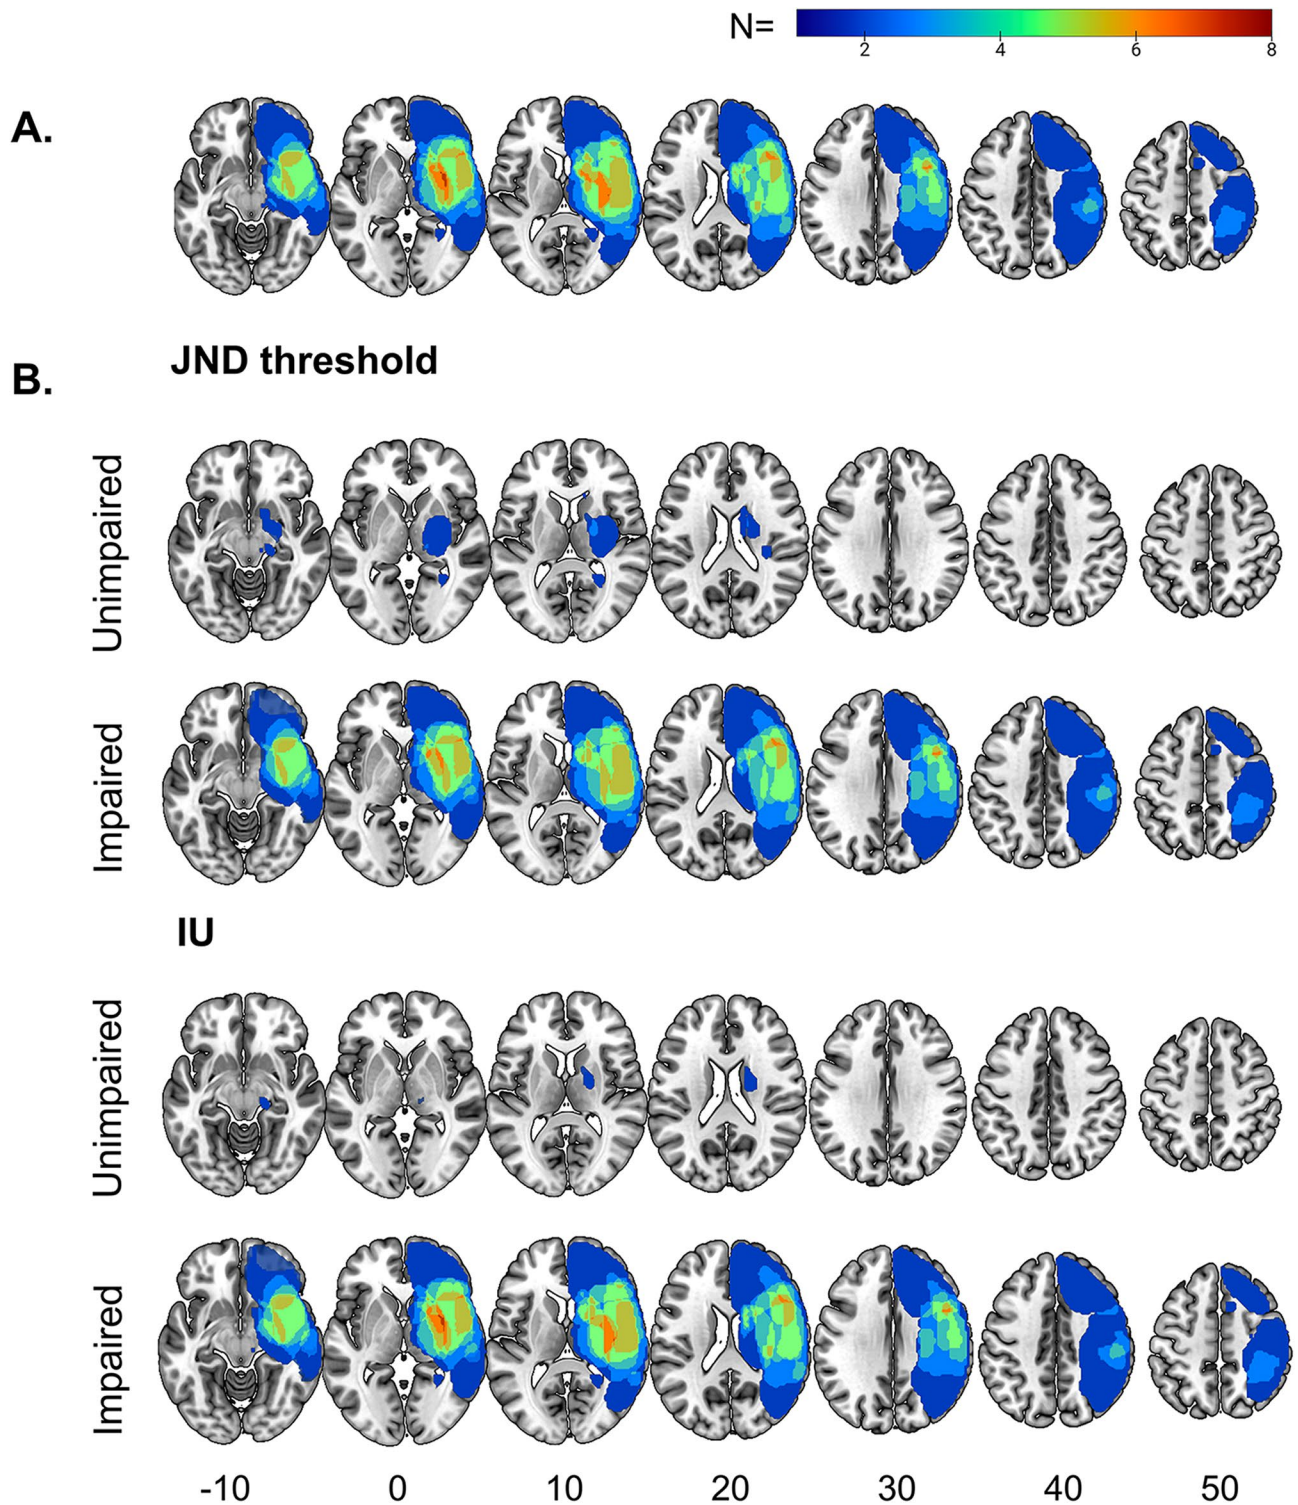 N=
2 4 6 8
A.
JND threshold
B.
Unimpaired
Impaired
IU
Unimpaired
Impaired
-10 0 10 20 30 40 50